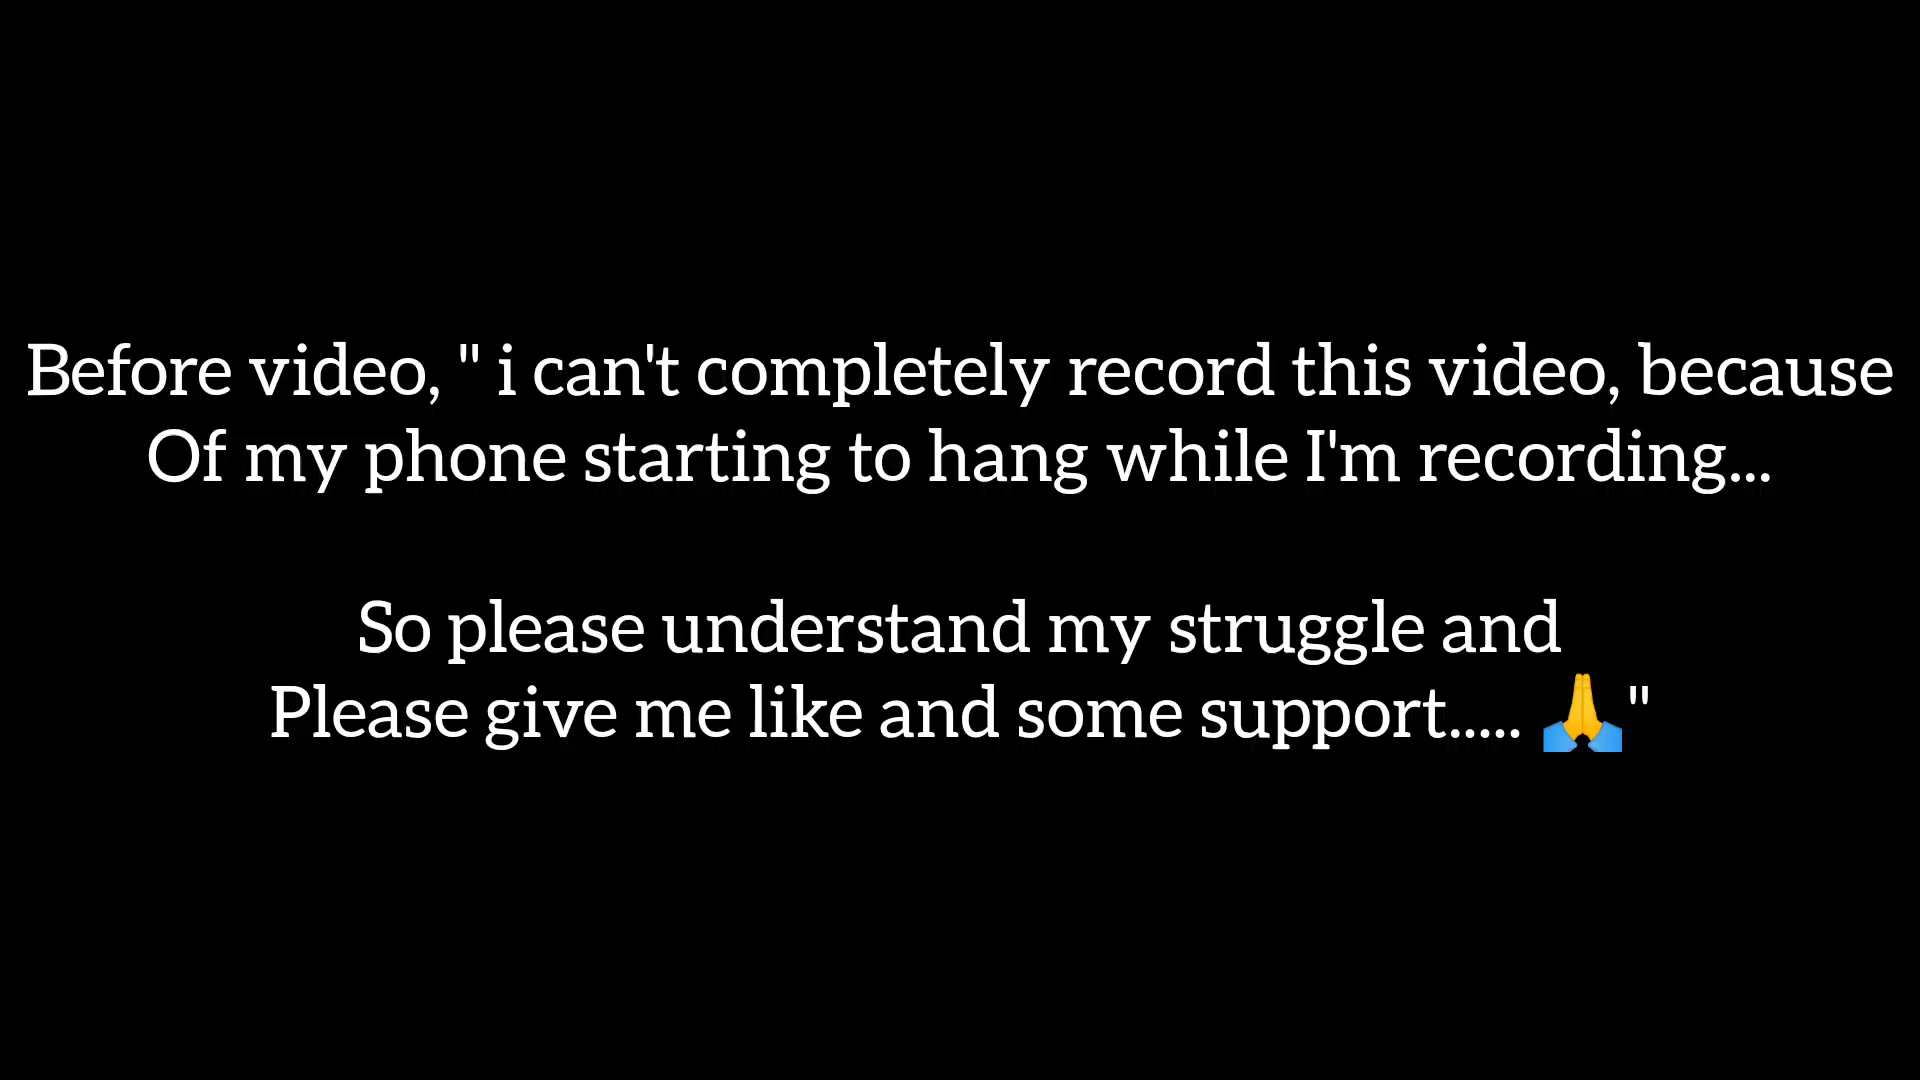 Before video, " i can't completely record this video, because
Of my phone starting to hang while I'm recording...
So please understand my struggle and
Please give me like and some support..... 🙏"